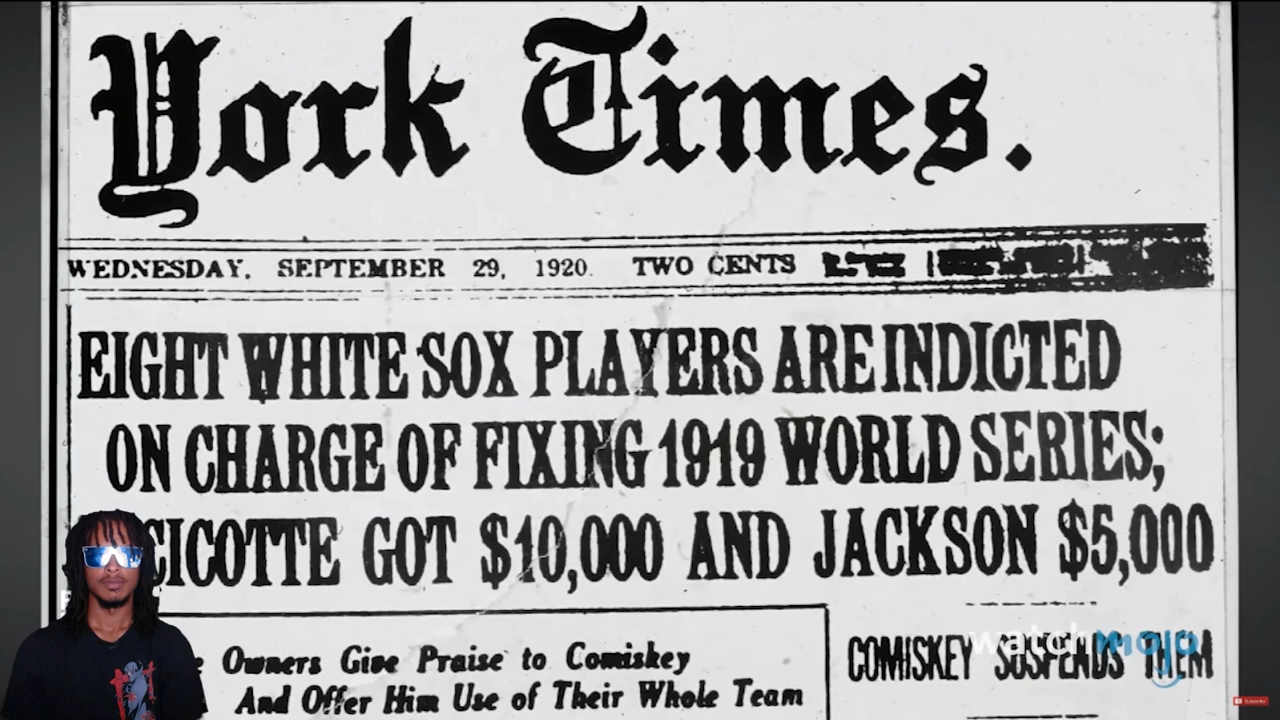 York Times.
WEDNESDAY, SEPTEMBER 29, 1920. TWO CENTS
EIGHT WHITE SOX PLAYERS ARE INDICTED
ON CHARGE OF FIXING 1919 WORLD SERIES;
CICOTTE GOT $10,000 AND JACKSON $5,000
Owners Give Praise to Comiskey
And Offer Him Use of Their Whole Team
COMISKEY SUSPENDS THEM
watchmojo
Subscribe